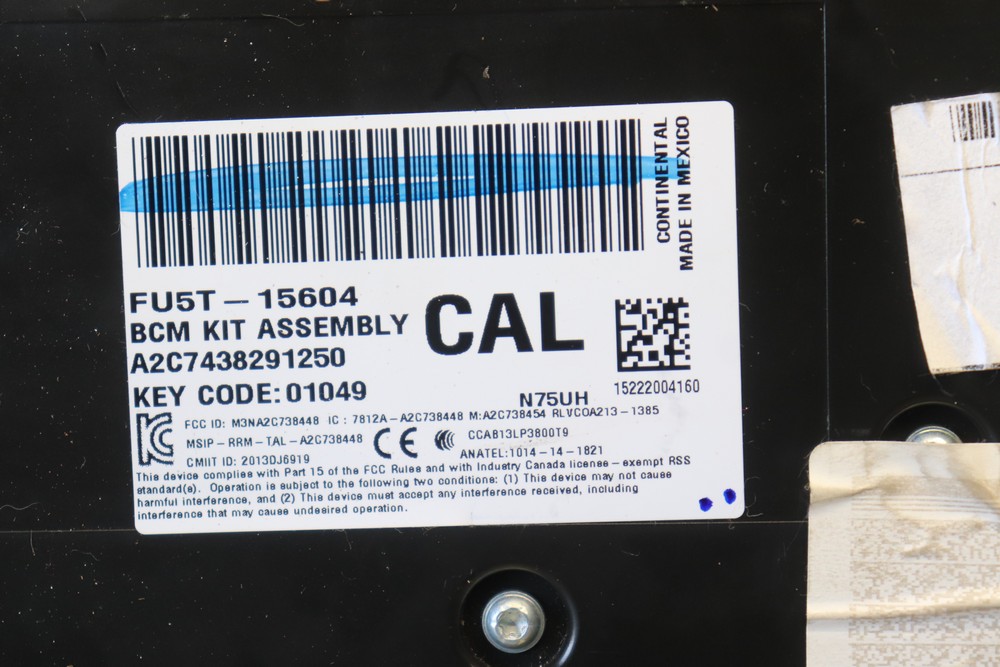 CONTINENTAL
MADE IN MEXICO
FU5T – 15604
BCM KIT ASSEMBLY
A2C7438291250
CAL
KEY CODE: 01049
15222004160
N75UH
FCC ID: M3NA2C738448 IC : 7812A – A2C738448 M:A2C738454 RLVCOA213 – 1385
MSIP – RRM – TAL – A2C738448
CE
CCAB13LP3800T9
CMIIT ID: 2013DJ6919
ANATEL:1014 – 14 – 1821
This device complies with Part 15 of the FCC Rules and with Industry Canada license – exempt RSS
standard(s). Operation is subject to the following two conditions: (1) This device may not cause
harmful interference, and (2) This device must accept any interference received, including
interference that may cause undesired operation.